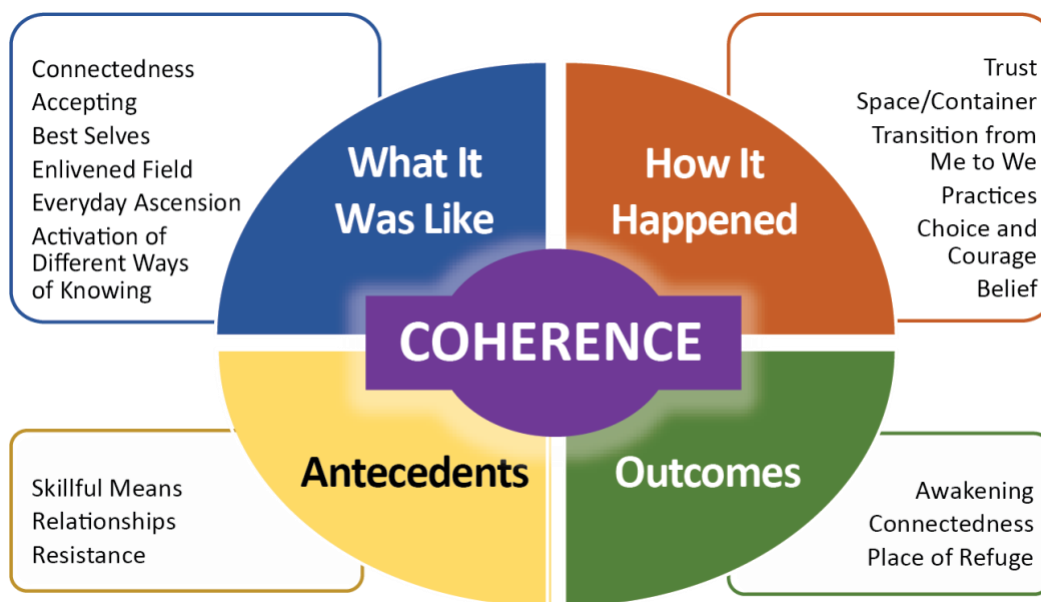 Connectedness
Accepting
Best Selves
Enlivened Field
Everyday Ascension
Activation of
Different Ways
of Knowing
What It
Was Like
How It
Happened
Trust
Space/Container
Transition from
Me to We
Practices
Choice and
Courage
Belief
COHERENCE
Skillful Means
Relationships
Resistance
Antecedents
Outcomes
Awakening
Connectedness
Place of Refuge